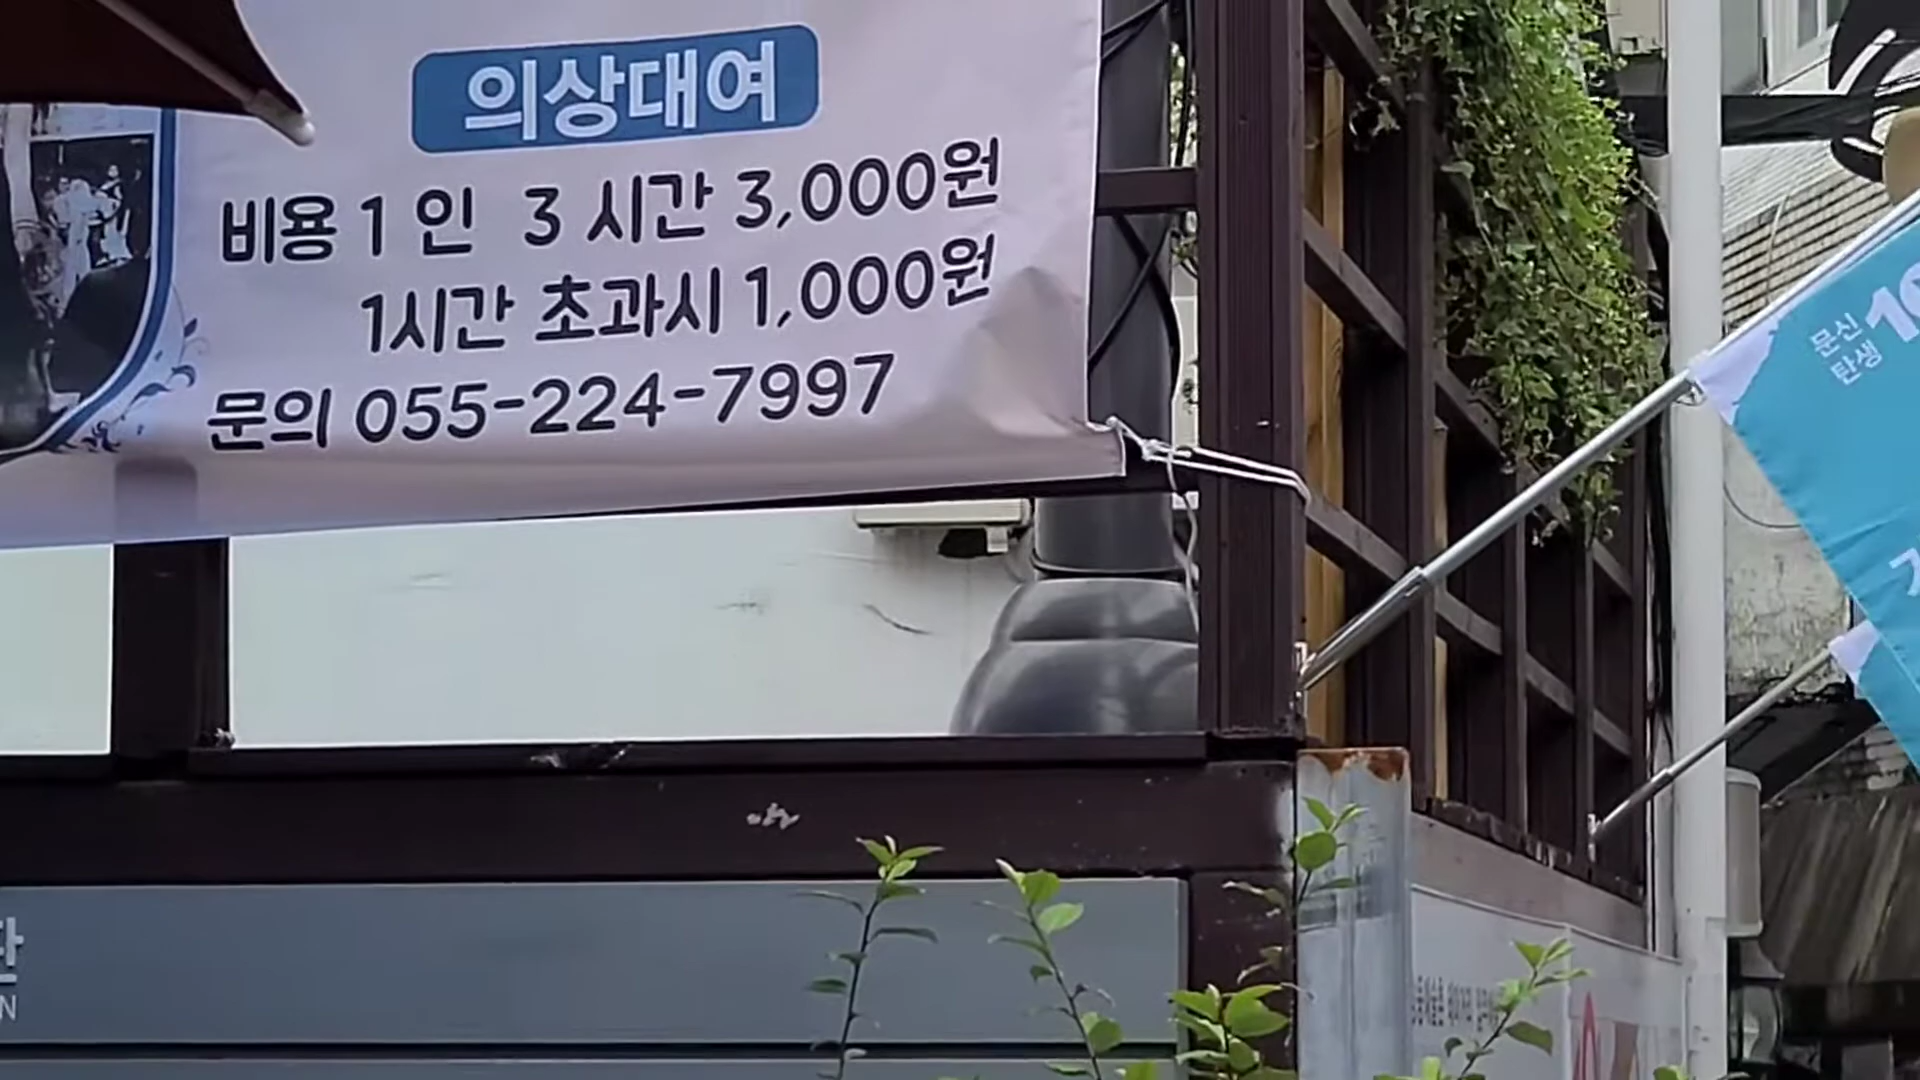 의상대여
비용 1 인 3 시간 3,000원
1시간 초과시 1,000원
문의 055-224-7997
문신
탄생